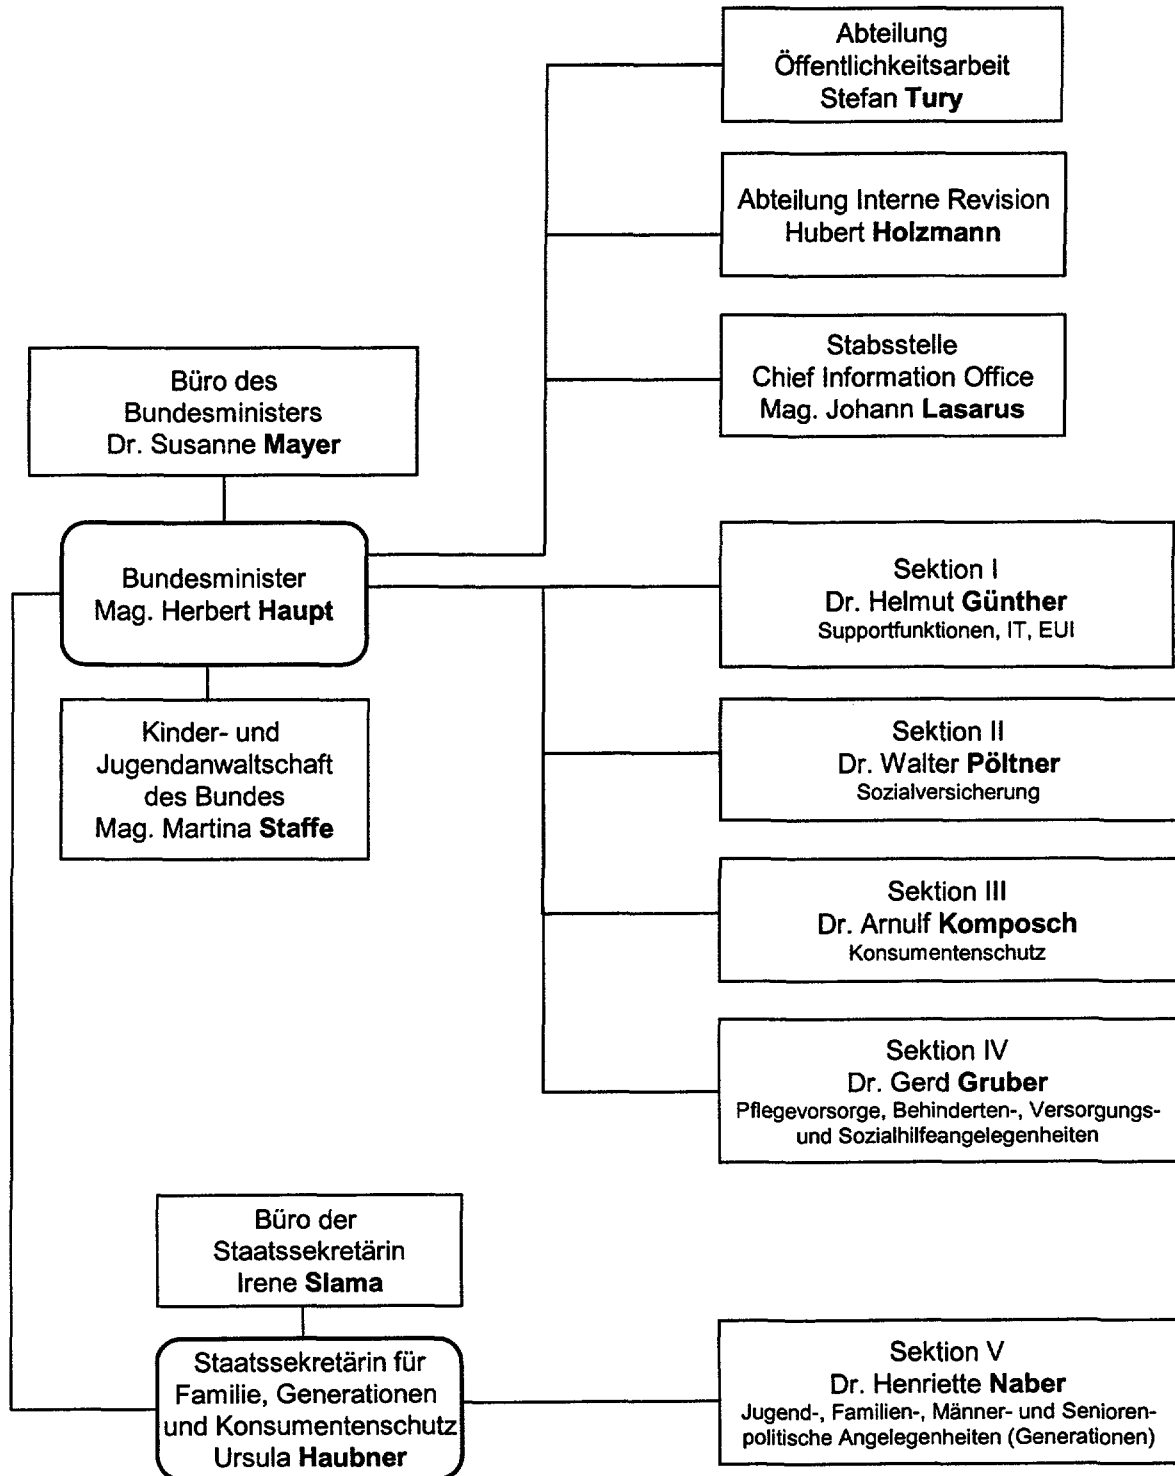 Abteilung
Öffentlichkeitsarbeit
Stefan Tury
Abteilung Interne Revision
Hubert Holzmann
Stabsstelle
Chief Information Office
Mag. Johann Lasarus
Büro des
Bundesministers
Dr. Susanne Mayer
Bundesminister
Mag. Herbert Haupt
Kinder- und
Jugendanwaltschaft
des Bundes
Mag. Martina Staffe
Sektion I
Dr. Helmut Günther
Supportfunktionen, IT, EUI
Sektion II
Dr. Walter Pöltner
Sozialversicherung
Sektion III
Dr. Arnulf Komposch
Konsumentenschutz
Sektion IV
Dr. Gerd Gruber
Pflegevorsorge, Behinderten-, Versorgungs-
und Sozialhilfeangelegenheiten
Büro der
Staatssekretärin
Irene Slama
Staatssekretärin für
Familie, Generationen
und Konsumentenschutz
Ursula Haubner
Sektion V
Dr. Henriette Naber
Jugend-, Familien-, Männer- und Senioren-
politische Angelegenheiten (Generationen)